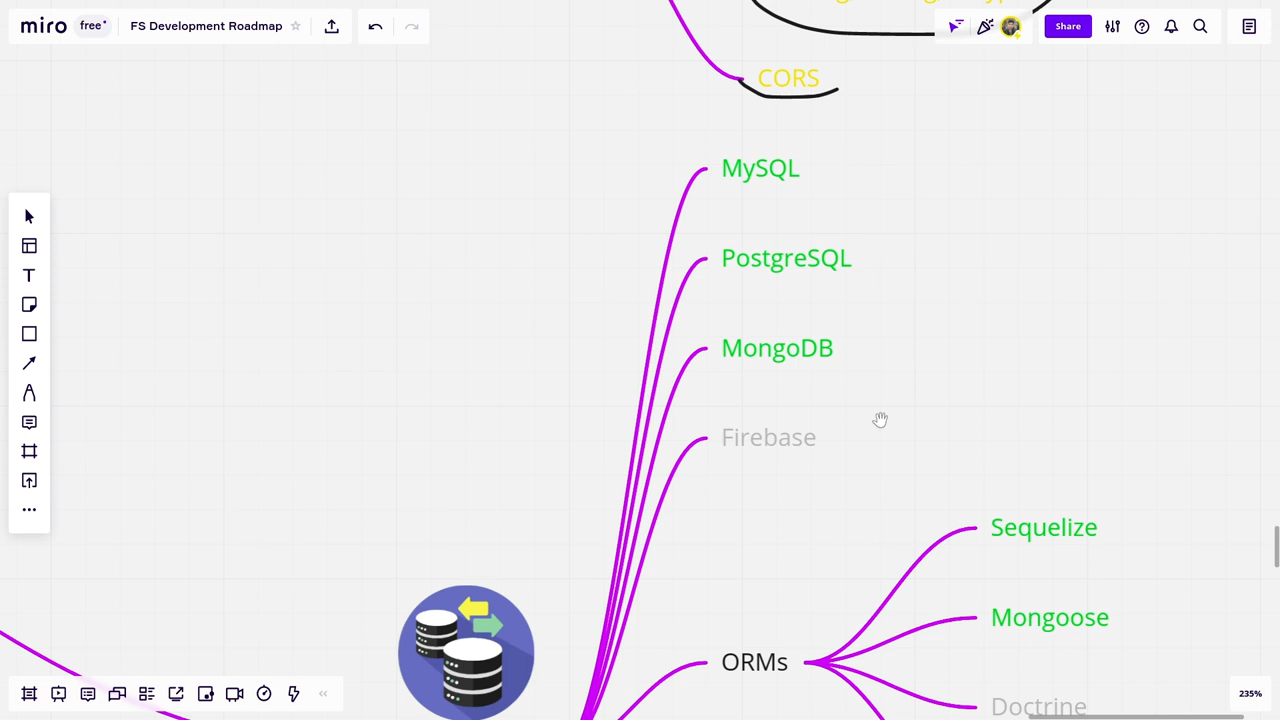 miro
free
FS Development Roadmap
Share
CORS
MySQL
PostgreSQL
MongoDB
Firebase
Sequelize
Mongoose
ORMs
Doctrine
235%